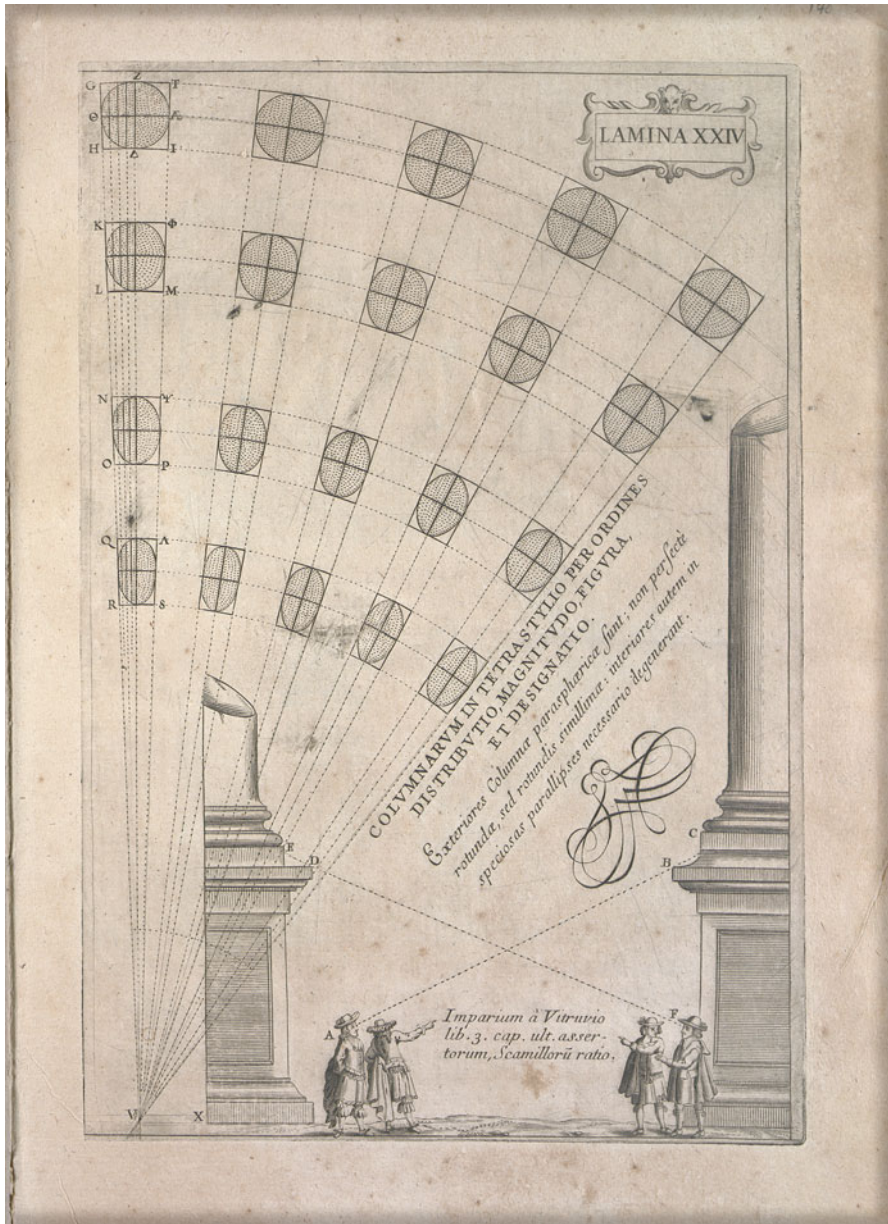 140
LAMINA XXIV
Z
G T
Θ Æ
H Δ I
K Φ
L M
N Ψ
O P
Q Λ
R S
COLVMNARVM IN TETRASTYLIO PER ORDINES
DISTRIBVTIO, MAGNITVDO, FIGVRA,
ET DESIGNATIO.
Exteriores Columnæ parasphæricæ sunt: non perfectè
rotundæ, sed rotundis simillimæ: interiores autem in
speciosas parallipses necessario degenerant.
E
D
C
B
A
F
Imparium à Vitruvio
lib. 3. cap. ult. asser-
torum, Scamillorũ ratio.
V X